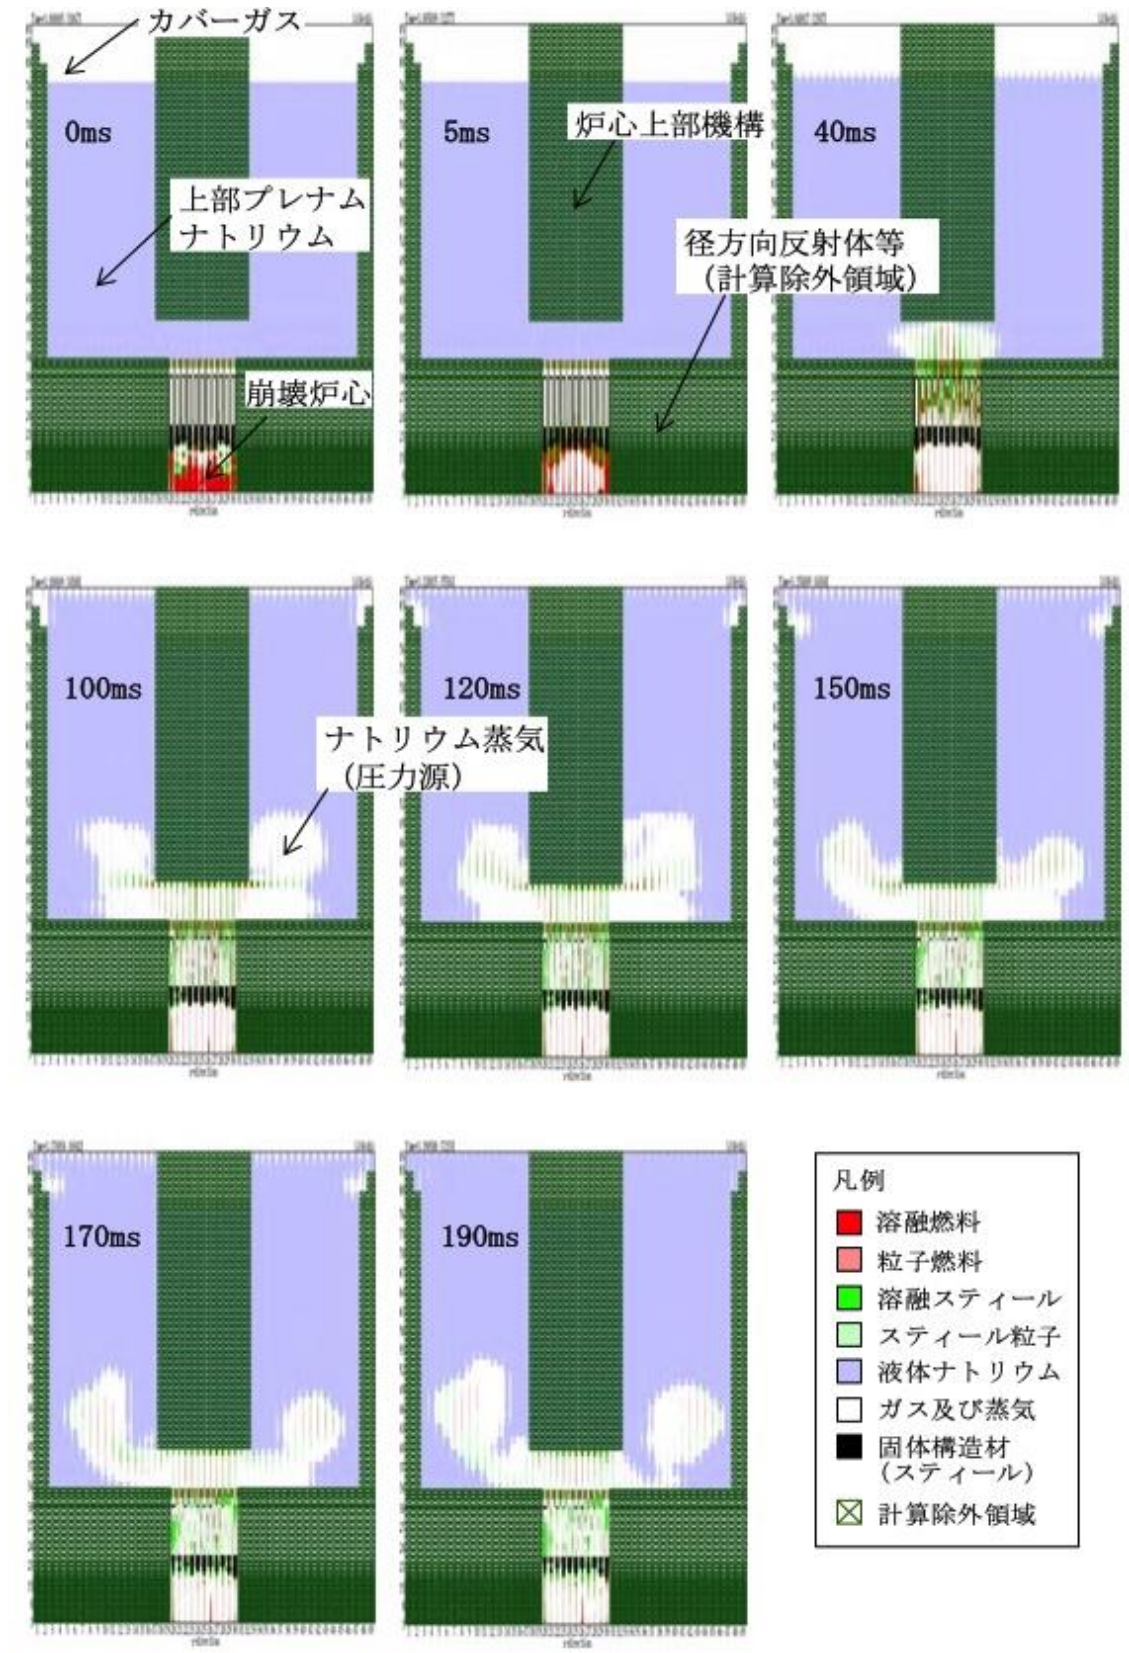 カバーガス
0ms
上部プレナム
ナトリウム
崩壊炉心
5ms
炉心上部機構
径方向反射体等
(計算除外領域)
40ms
100ms
ナトリウム蒸気
(圧力源)
120ms
150ms
170ms
190ms
凡例
溶融燃料
粒子燃料
溶融スティール
スティール粒子
液体ナトリウム
ガス及び蒸気
固体構造材
(スティール)
計算除外領域